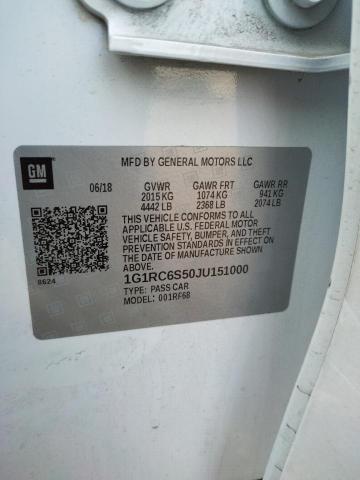 GM
MFD BY GENERAL MOTORS LLC
06/18 GVWR GAWR FRT GAWR RR
2015 KG 1074 KG 941 KG
4442 LB 2368 LB 2074 LB
THIS VEHICLE CONFORMS TO ALL
APPLICABLE U.S. FEDERAL MOTOR
VEHICLE SAFETY, BUMPER, AND THEFT
PREVENTION STANDARDS IN EFFECT ON
THE DATE OF MANUFACTURE SHOWN
ABOVE.
8624
1G1RC6S50JU151000
TYPE: PASS CAR
MODEL: 001RF68